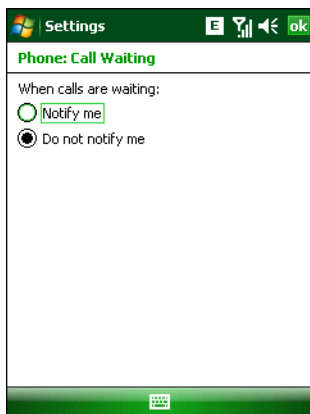 Settings E ok
Phone: Call Waiting
When calls are waiting:
Notify me
Do not notify me